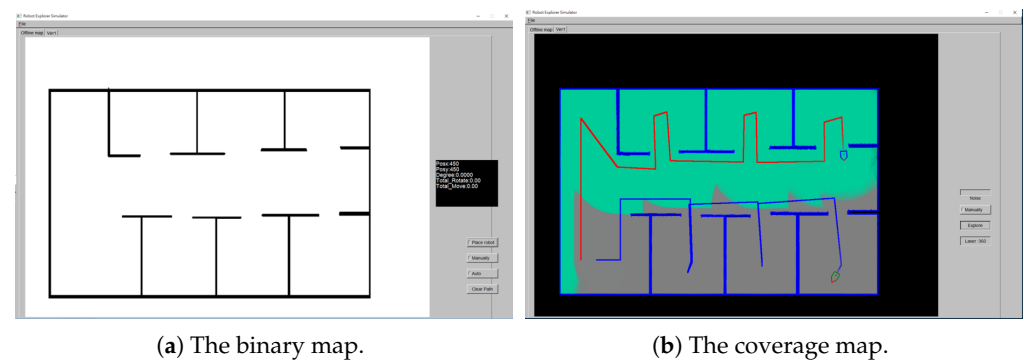 Robot Explorer Simulator
File
Offline map Vert
Posx:450
Posy:450
Degree:0.0000
Total_Rotate:0.00
Total_Move:0.00
Place robot
Manually
Auto
Clear Path
(a) The binary map.
Robot Explorer Simulator
File
Offline map Vert
Noise
Manually
Explore
Laser: 360
(b) The coverage map.